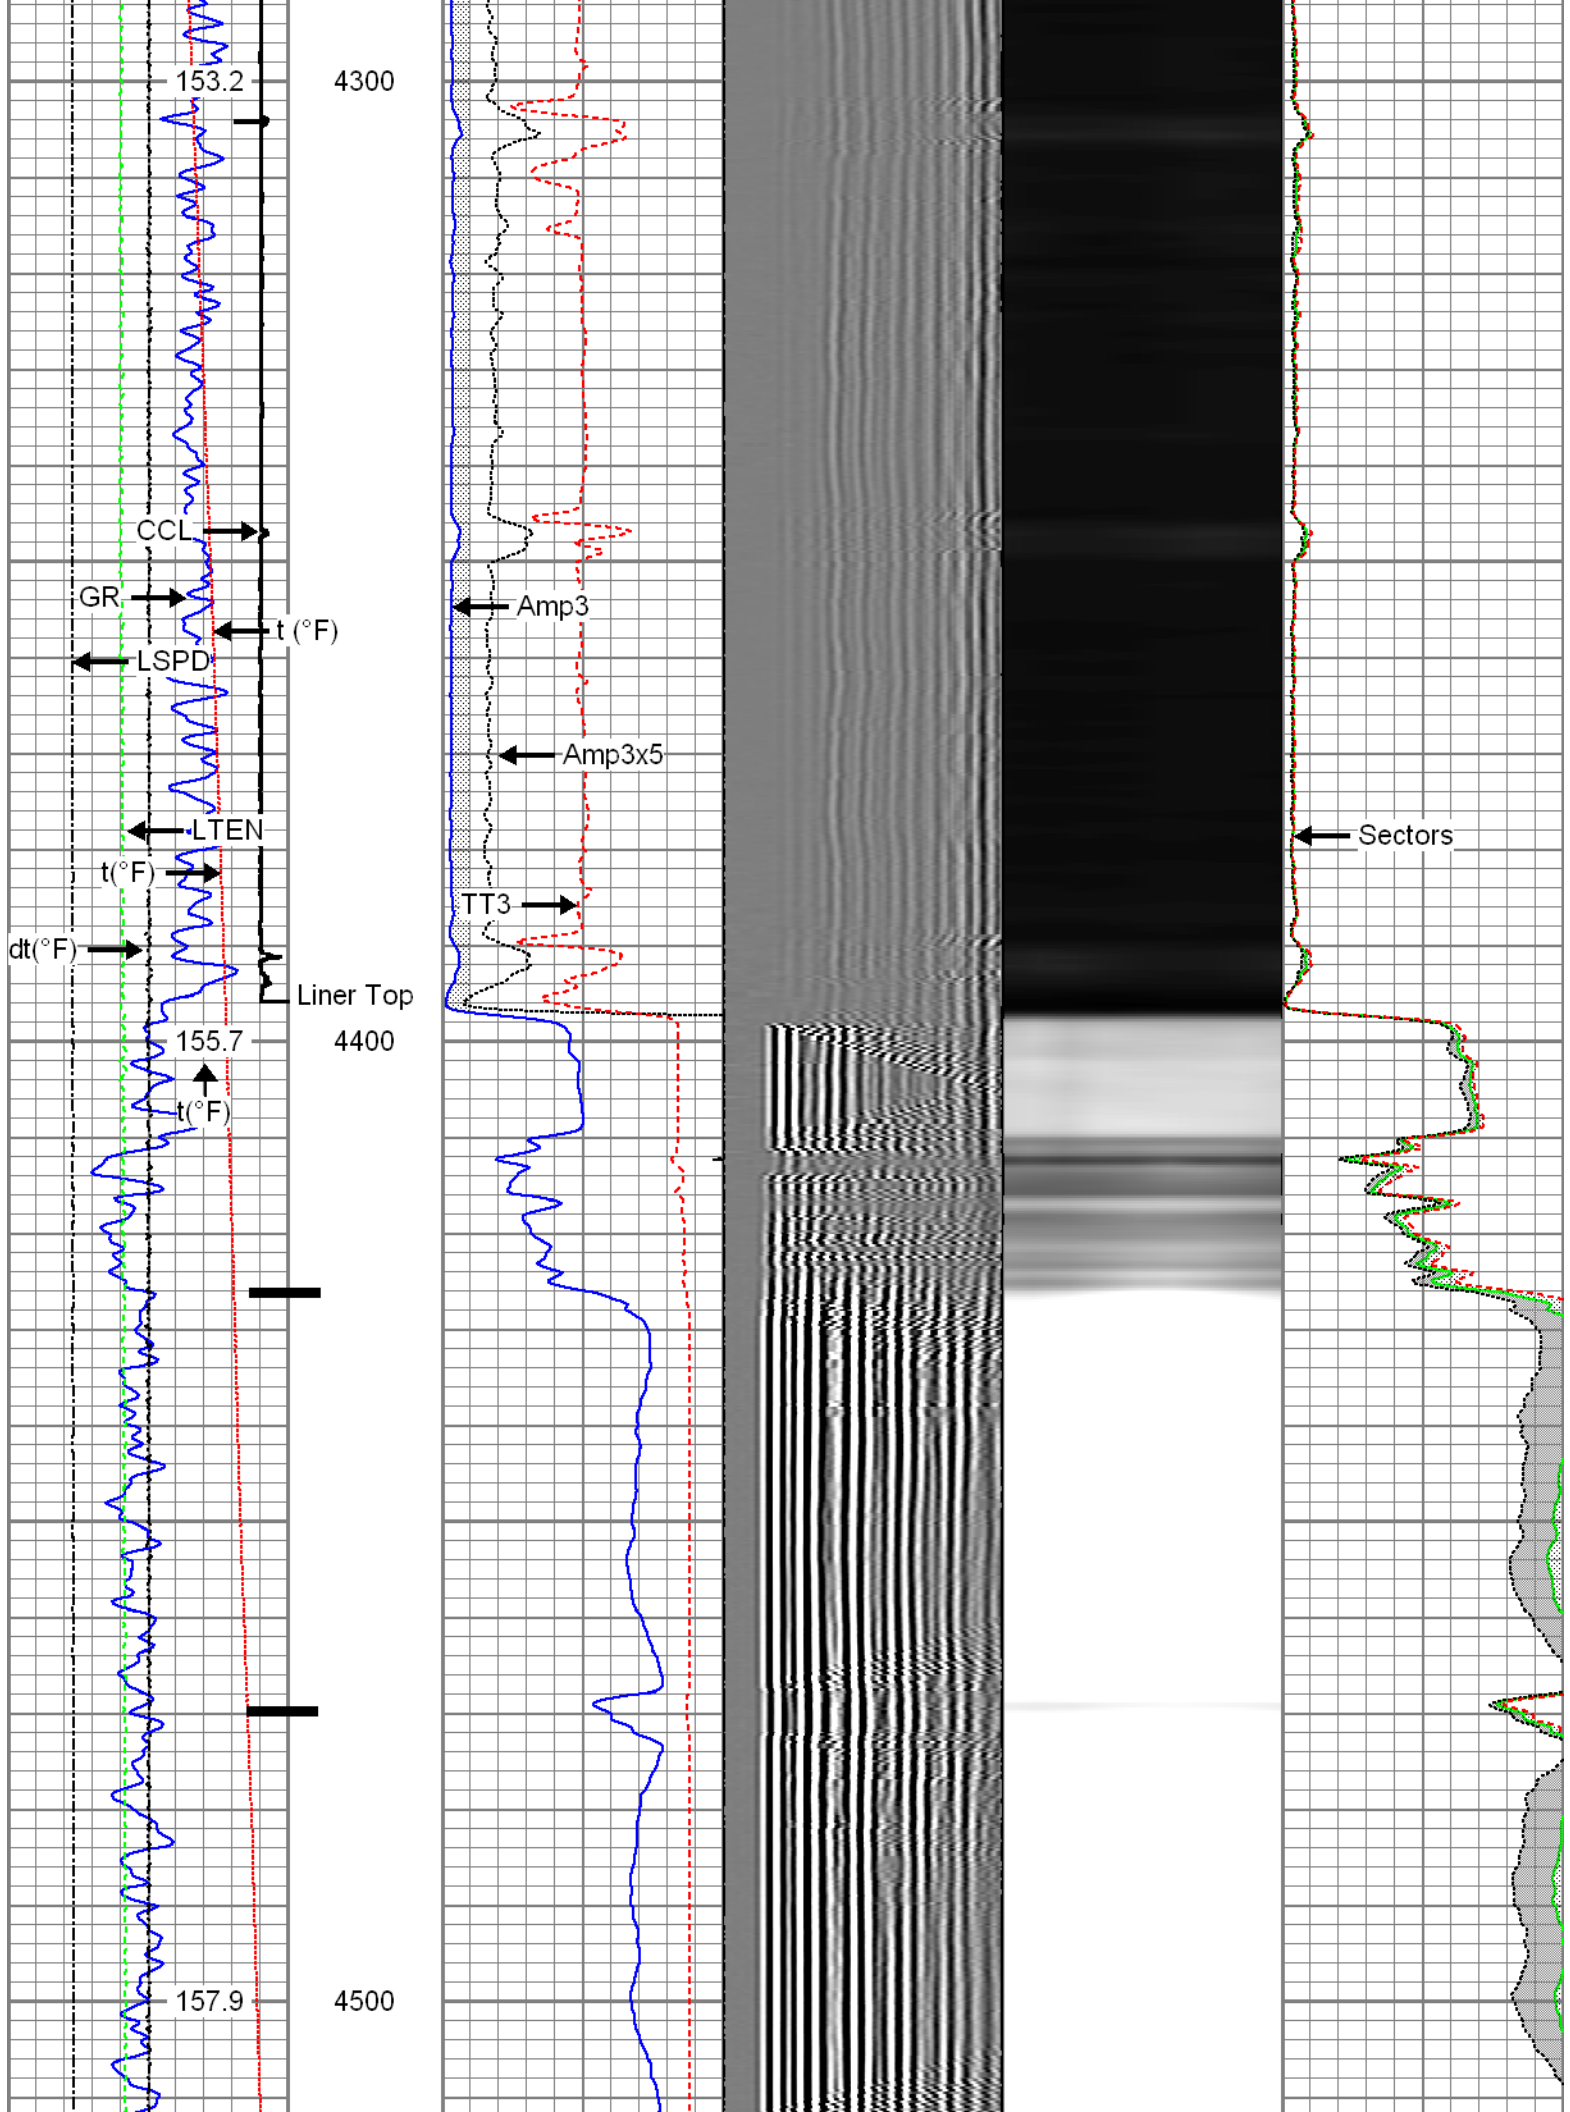 153.2
4300
CCL
GR
Amp3
t (°F)
LSPD
Amp3x5
LTEN
Sectors
t(°F)
TT3
dt(°F)
Liner Top
155.7
4400
t(°F)
157.9
4500